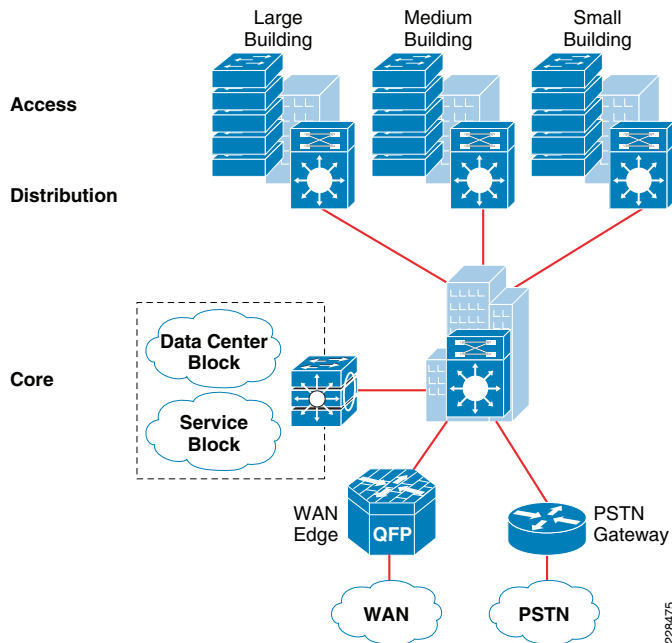 Large
Building
Medium
Building
Small
Building
Access
Distribution
Data Center
Block
Core
Service
Block
WAN
Edge
QFP
PSTN
Gateway
WAN
PSTN
228475